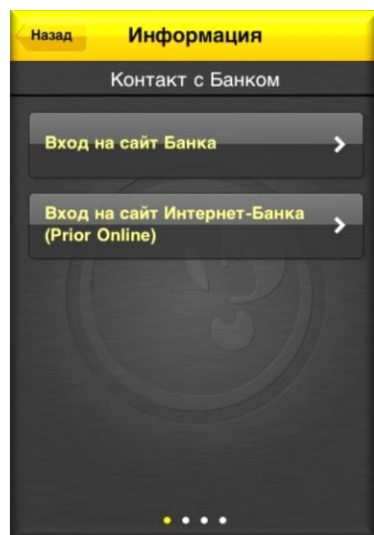 Назад
Информация
Контакт с Банком
Вход на сайт Банка
Вход на сайт Интернет-Банка
(Prior Online)